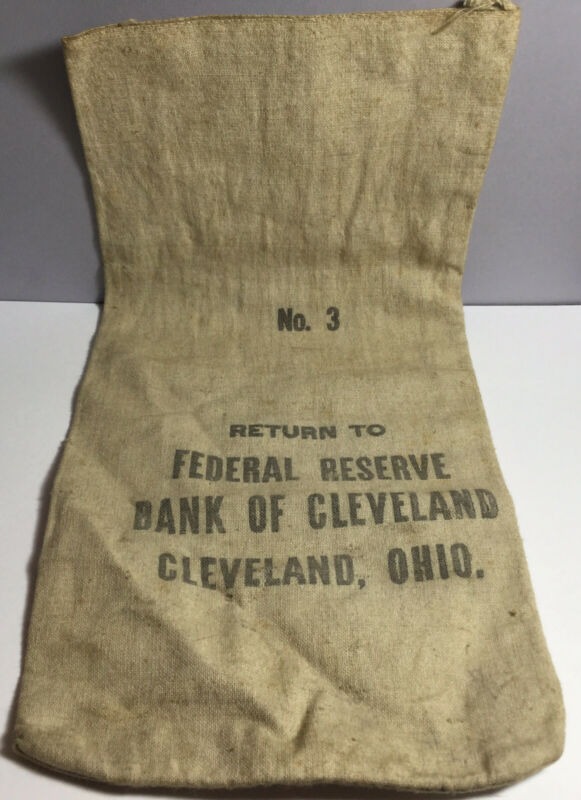 No. 3
RETURN TO
FEDERAL RESERVE
BANK OF CLEVELAND
CLEVELAND, OHIO.